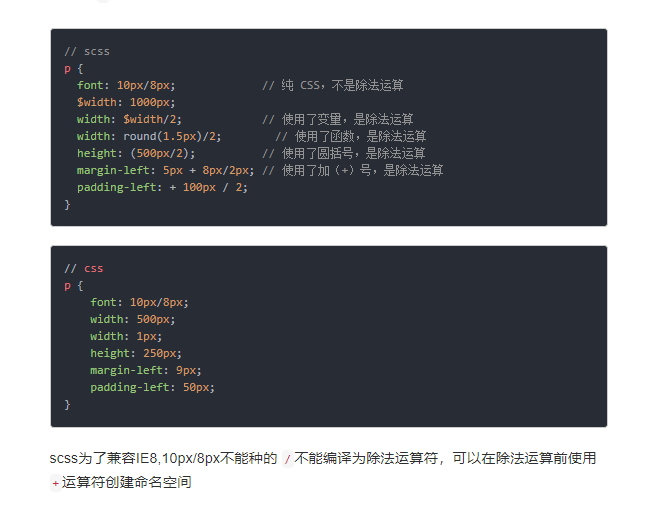 // scss
p {
  font: 10px/8px;             // 纯 CSS，不是除法运算
  $width: 1000px;
  width: $width/2;            // 使用了变量，是除法运算
  width: round(1.5px)/2;        // 使用了函数，是除法运算
  height: (500px/2);          // 使用了圆括号，是除法运算
  margin-left: 5px + 8px/2px; // 使用了加（+）号，是除法运算
  padding-left: + 100px / 2;
}
// css
p {
    font: 10px/8px;
    width: 500px;
    width: 1px;
    height: 250px;
    margin-left: 9px;
    padding-left: 50px;
}
scss为了兼容IE8,10px/8px不能种的 / 不能编译为除法运算符，可以在除法运算前使用
+ 运算符创建命名空间